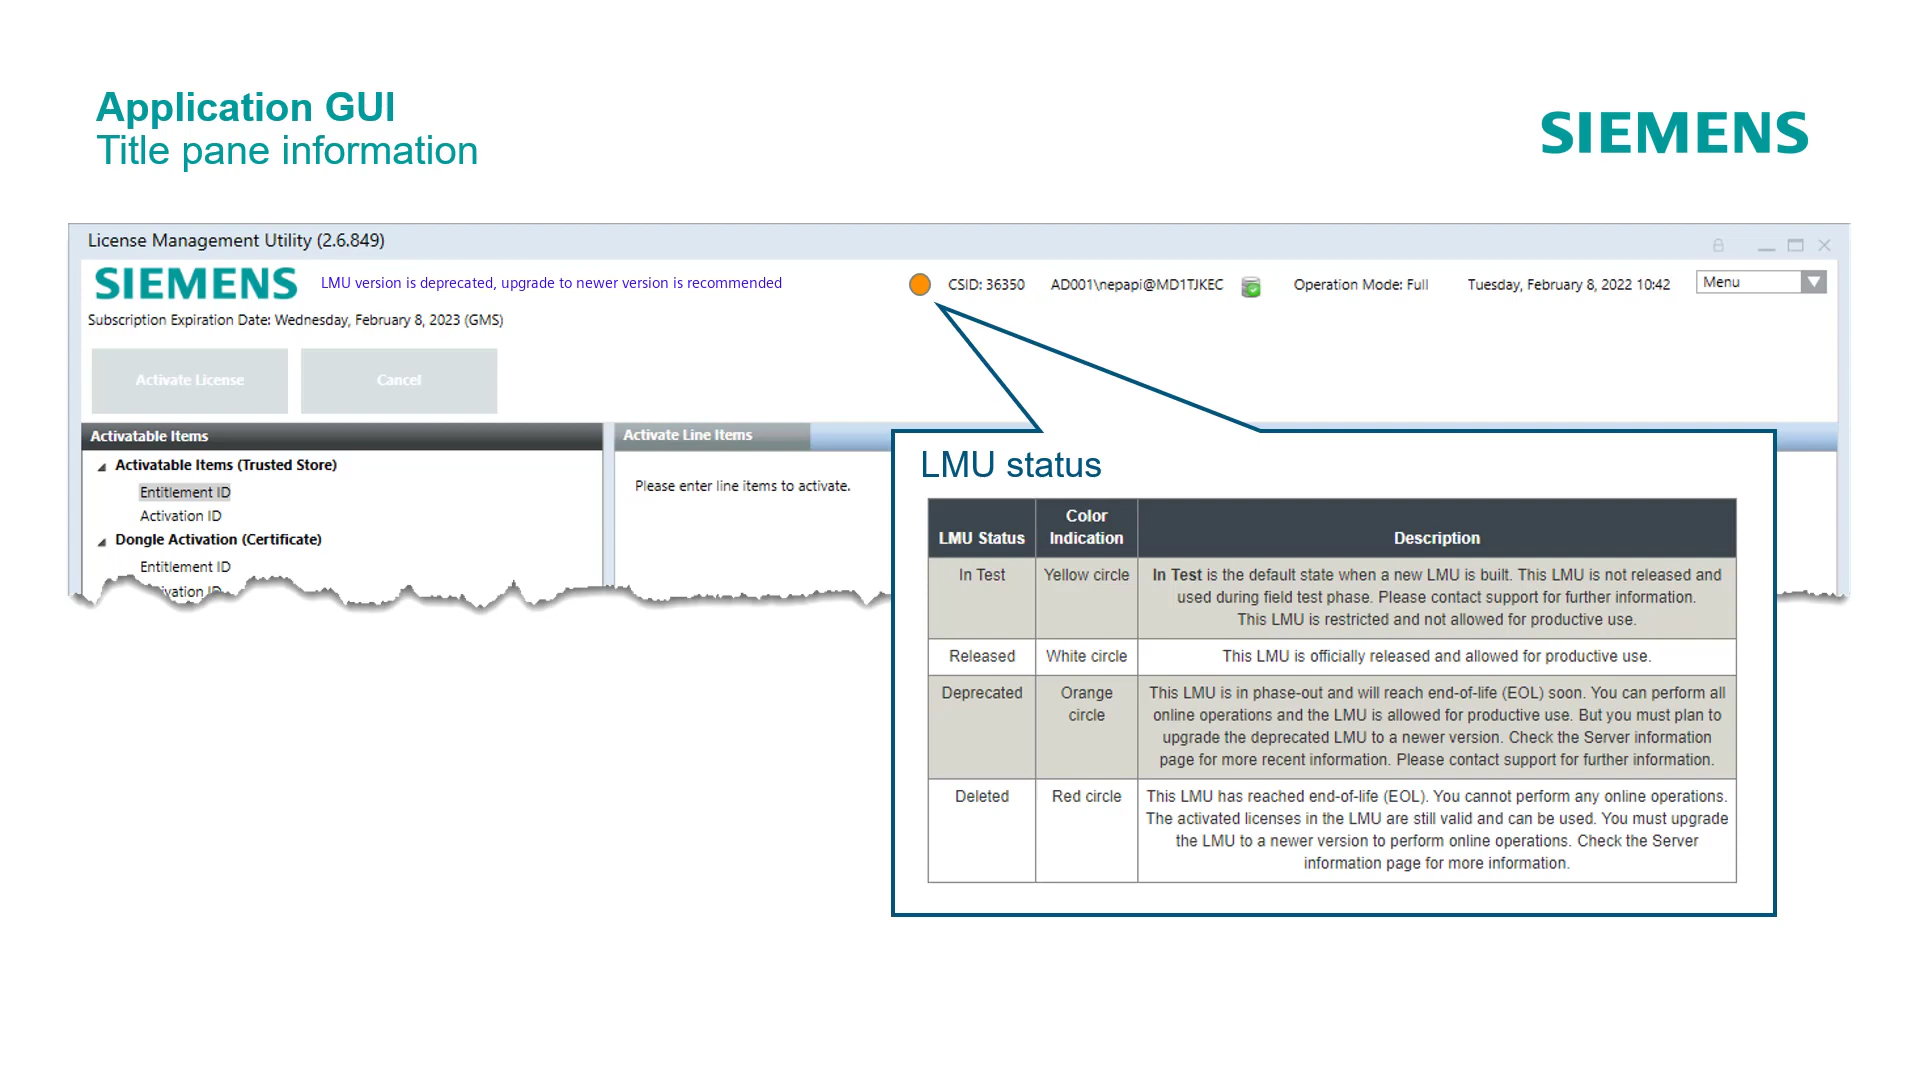 Application GUI
Title pane information
SIEMENS
License Management Utility (2.6.849)
SIEMENS
LMU version is deprecated, upgrade to newer version is recommended
CSID: 36350
AD001\nepapi@MD1TJKEC
Operation Mode: Full
Tuesday, February 8, 2022 10:42
Menu
Subscription Expiration Date: Wednesday, February 8, 2023 (GMS)
Activate License
Cancel
Activatable Items
Activatable Items (Trusted Store)
Entitlement ID
Activation ID
Dongle Activation (Certificate)
Entitlement ID
Activate Line Items
Please enter line items to activate.
LMU status
LMU Status
Color
Indication
Description
In Test
Yellow circle
In Test is the default state when a new LMU is built. This LMU is not released and
used during field test phase. Please contact support for further information.
This LMU is restricted and not allowed for productive use.
Released
White circle
This LMU is officially released and allowed for productive use.
Deprecated
Orange
circle
This LMU is in phase-out and will reach end-of-life (EOL) soon. You can perform all
online operations and the LMU is allowed for productive use. But you must plan to
upgrade the deprecated LMU to a newer version. Check the Server information
page for more recent information. Please contact support for further information.
Deleted
Red circle
This LMU has reached end-of-life (EOL). You cannot perform any online operations.
The activated licenses in the LMU are still valid and can be used. You must upgrade
the LMU to a newer version to perform online operations. Check the Server
information page for more information.